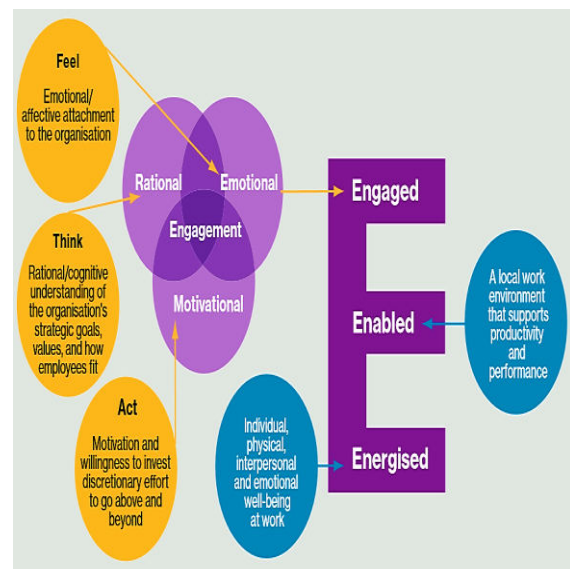 Feel
Emotional/
affective attachment
to the organisation
Rational
Emotional
Engagement
Motivational
Think
Rational/cognitive
understanding of
the organisation's
strategic goals,
values, and how
employees fit
Act
Motivation and
willingness to invest
discretionary effort
to go above and
beyond
Engaged
Enabled
Energised
A local work
environment
that supports
productivity
and
performance
Individual,
physical,
interpersonal
and emotional
well-being
at work